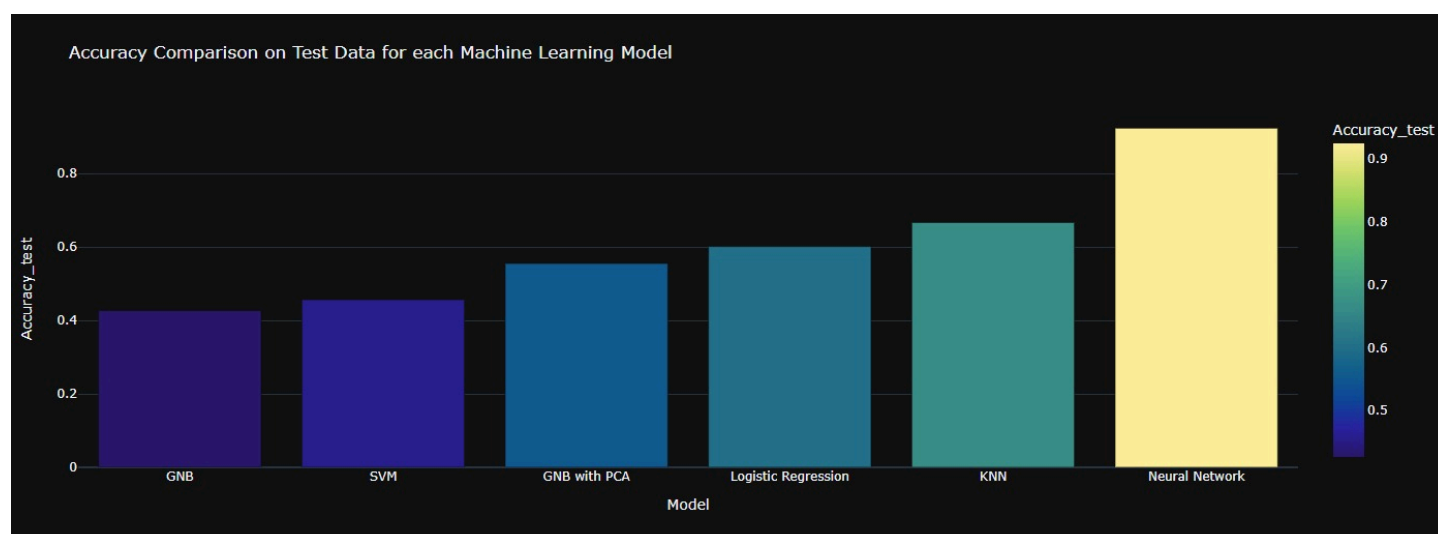 Accuracy Comparison on Test Data for each Machine Learning Model
Accuracy_test
0.8
0.6
0.4
0.2
0
GNB
SVM
GNB with PCA
Logistic Regression
KNN
Neural Network
Model
Accuracy_test
0.9
0.8
0.7
0.6
0.5